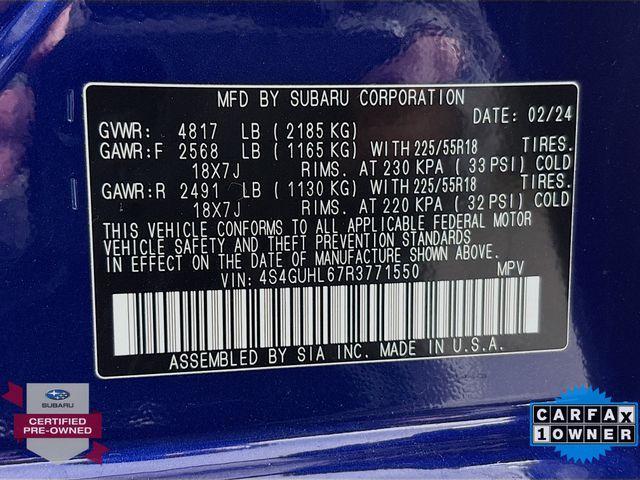 MFD BY SUBARU CORPORATION
DATE: 02/24
GVWR: 4817 LB (2185 KG)
GAWR:F 2568 LB (1165 KG) WITH 225/55R18 TIRES.
18X7J RIMS. AT 230 KPA (33 PSI) COLD
GAWR:R 2491 LB (1130 KG) WITH 225/55R18 TIRES.
18X7J RIMS. AT 220 KPA (32 PSI) COLD
THIS VEHICLE CONFORMS TO ALL APPLICABLE FEDERAL MOTOR
VEHICLE SAFETY AND THEFT PREVENTION STANDARDS
IN EFFECT ON THE DATE OF MANUFACTURE SHOWN ABOVE.
VIN: 4S4GUHL67R3771550 MPV
ASSEMBLED BY SIA INC. MADE IN U.S.A.
SUBARU
CERTIFIED
PRE-OWNED
CARFAX
1 OWNER